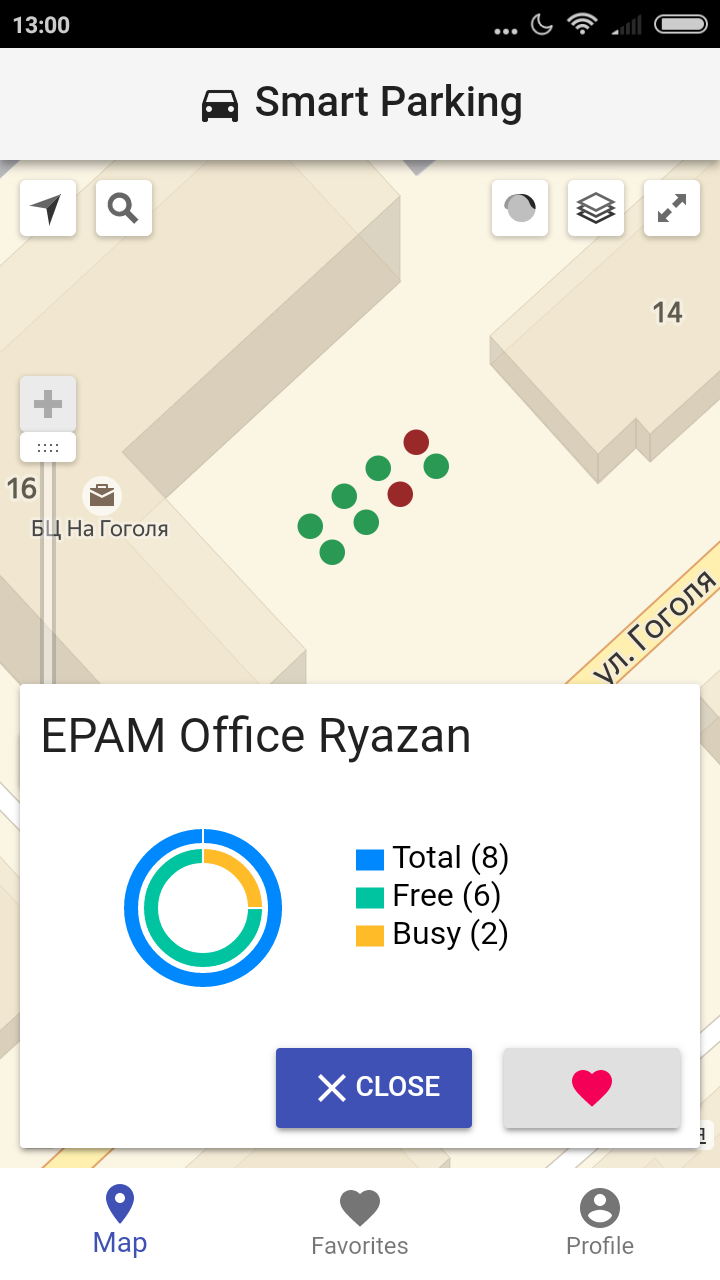 13:00
Smart Parking
14
16
БЦ На Гоголя
ул. Гоголя
EPAM Office Ryazan
Total (8)
Free (6)
Busy (2)
CLOSE
Map
Favorites
Profile